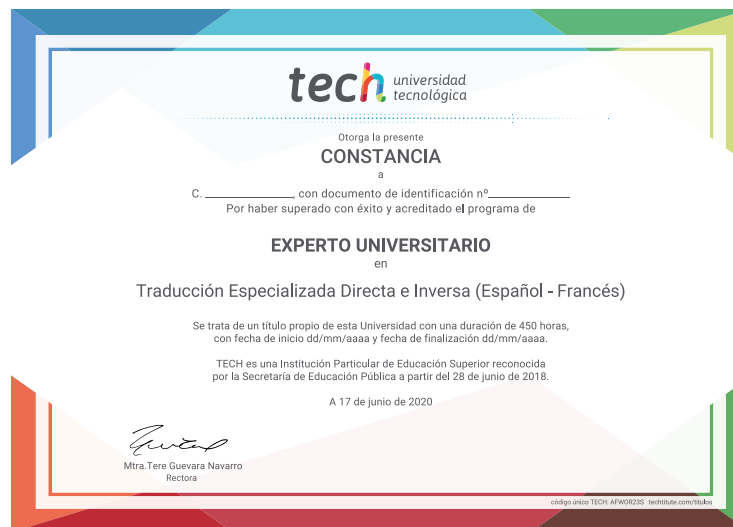 tech universidad
tecnológica
Otorga la presente
CONSTANCIA
a
C. ______________, con documento de identificación nº______________
Por haber superado con éxito y acreditado el programa de
EXPERTO UNIVERSITARIO
en
Traducción Especializada Directa e Inversa (Español - Francés)
Se trata de un título propio de esta Universidad con una duración de 450 horas,
con fecha de inicio dd/mm/aaaa y fecha de finalización dd/mm/aaaa.
TECH es una Institución Particular de Educación Superior reconocida
por la Secretaría de Educación Pública a partir del 28 de junio de 2018.
A 17 de junio de 2020
Mtra.Tere Guevara Navarro
Rectora
código único TECH: AFWOR23S techtitute.com/titulos